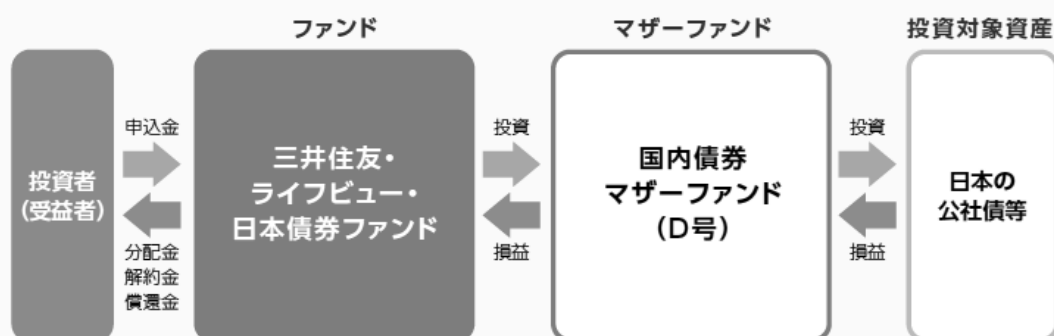 ファンド
マザーファンド
投資対象資産
投資者
(受益者)
申込金
分配金
解約金
償還金
三井住友・
ライフビュー・
日本債券ファンド
投資
損益
国内債券
マザーファンド
(D号)
投資
損益
日本の
公社債等